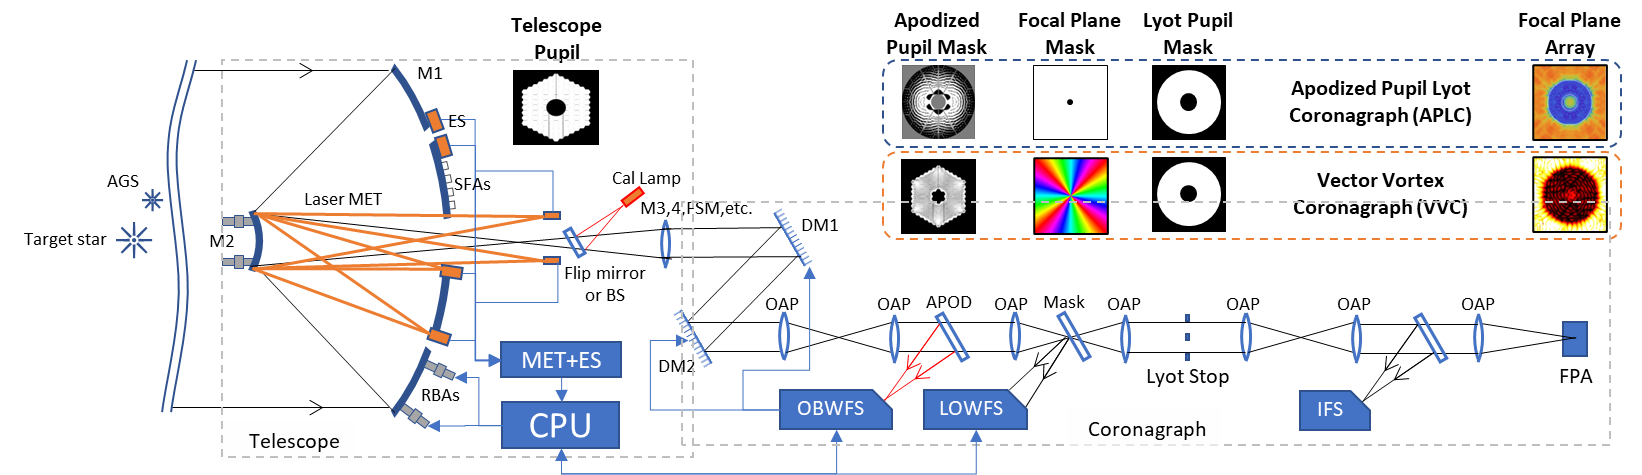 Telescope
Pupil
Apodized
Pupil Mask
Focal Plane
Mask
Lyot Pupil
Mask
Focal Plane
Array
Apodized Pupil Lyot
Coronagraph (APLC)
Vector Vortex
Coronagraph (VVC)
M1
ES
SFAs
AGS
Target star
Laser MET
M2
Cal Lamp
M3,4,FSM,etc.
Flip mirror
or BS
DM1
DM2
OAP
OAP
APOD
OAP
Mask
OAP
OAP
OAP
OAP
Lyot Stop
FPA
MET+ES
RBAs
CPU
OBWFS
LOWFS
IFS
Telescope
Coronagraph